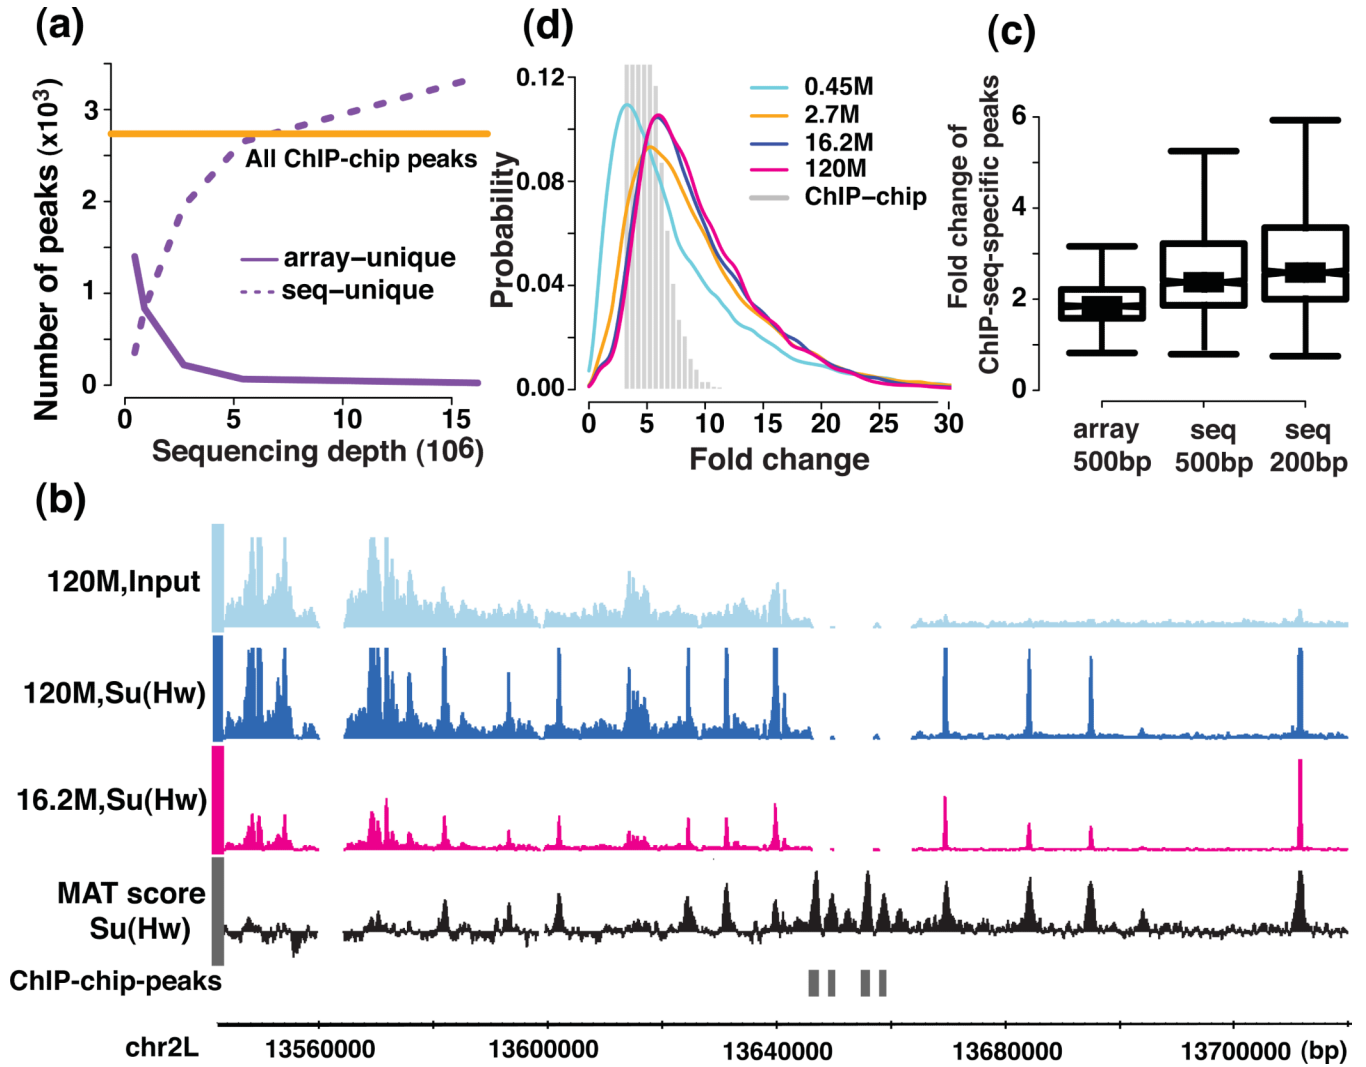 (a)
Number of peaks (x10³)
3
2
1
0
All ChIP-chip peaks
array–unique
seq–unique
0 5 10 15
Sequencing depth (10⁶)
(d)
Probability
0.12
0.08
0.04
0.00
0.45M
2.7M
16.2M
120M
ChIP–chip
0 5 10 15 20 25 30
Fold change
(c)
Fold change of
ChIP-seq-specific peaks
6
4
2
0
array seq seq
500bp 500bp 200bp
(b)
120M,Input
120M,Su(Hw)
16.2M,Su(Hw)
MAT score
Su(Hw)
ChIP-chip-peaks
chr2L 13560000 13600000 13640000 13680000 13700000 (bp)